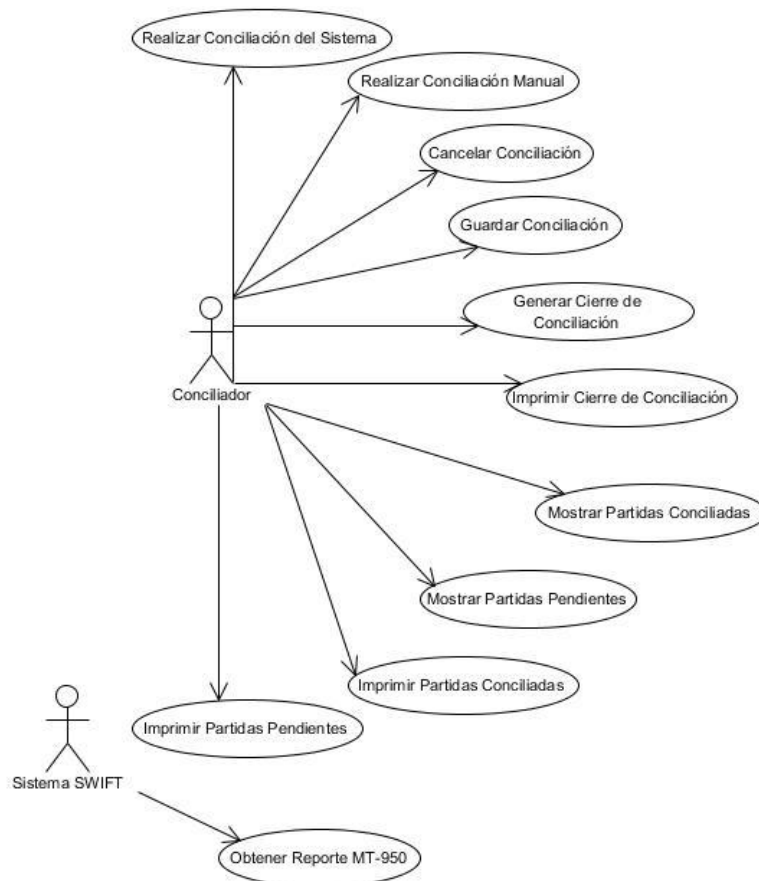 Realizar Conciliación del Sistema
Realizar Conciliación Manual
Cancelar Conciliación
Guardar Conciliación
Generar Cierre de
Conciliación
Imprimir Cierre de Conciliación
Conciliador
Mostrar Partidas Conciliadas
Mostrar Partidas Pendientes
Imprimir Partidas Conciliadas
Imprimir Partidas Pendientes
Sistema SWIFT
Obtener Reporte MT-950